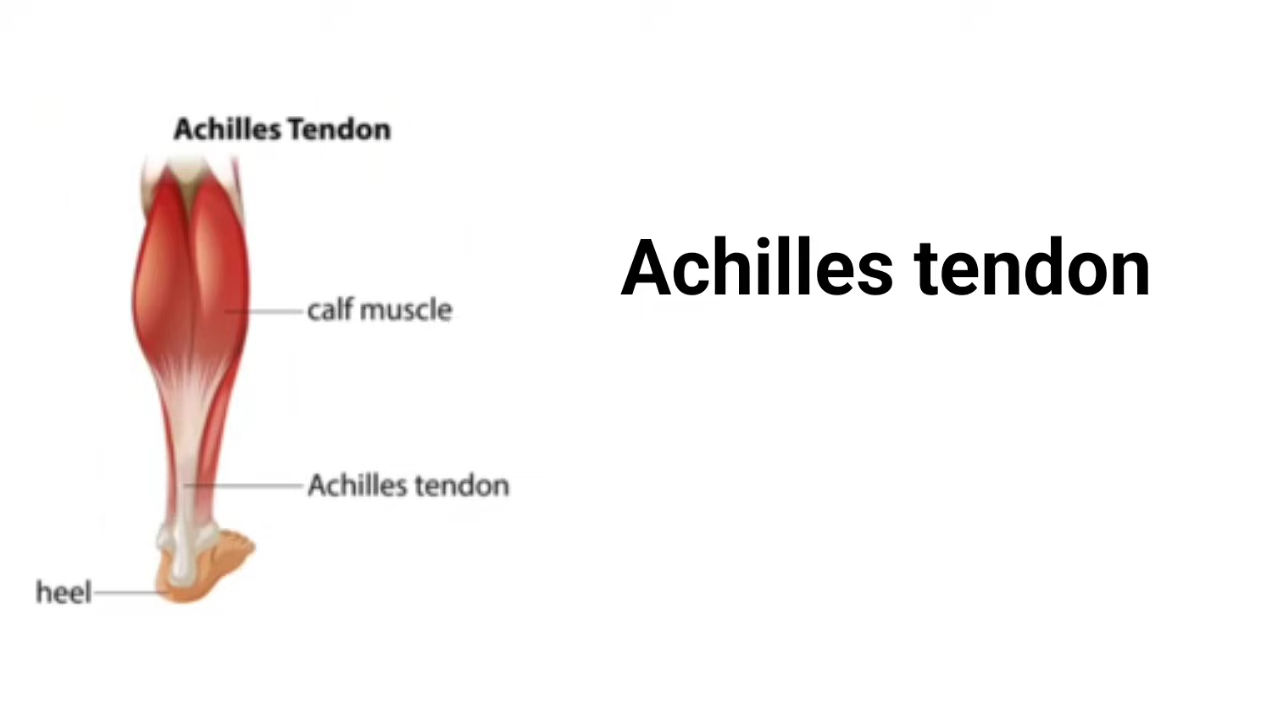 Achilles Tendon
Achilles tendon
calf muscle
Achilles tendon
heel